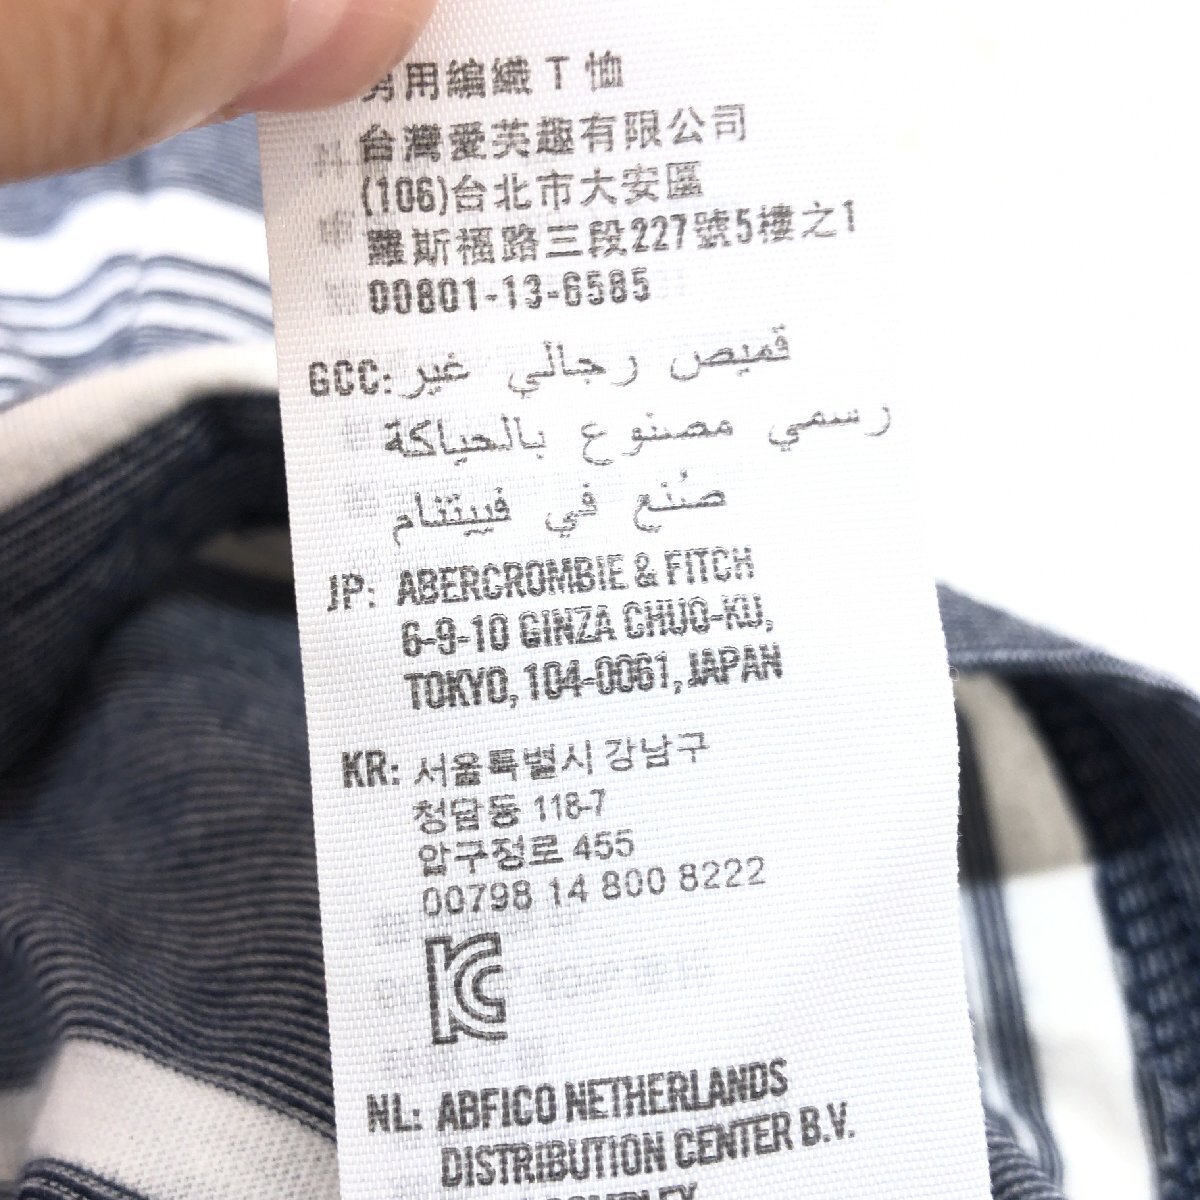 男用編織T恤
台灣愛芙趣有限公司
(106)台北市大安區
羅斯福路三段227號5樓之1
00801-13-6585
GCC: قميص رجالي غير
رسمي مصنوع بالحياكة
صُنع في فييتنام
JP: ABERCROMBIE & FITCH
6-9-10 GINZA CHUO-KU,
TOKYO, 104-0061, JAPAN
KR: 서울특별시 강남구
청담동 118-7
압구정로 455
00798 14 800 8222
NL: ABFICO NETHERLANDS
DISTRIBUTION CENTER B.V.